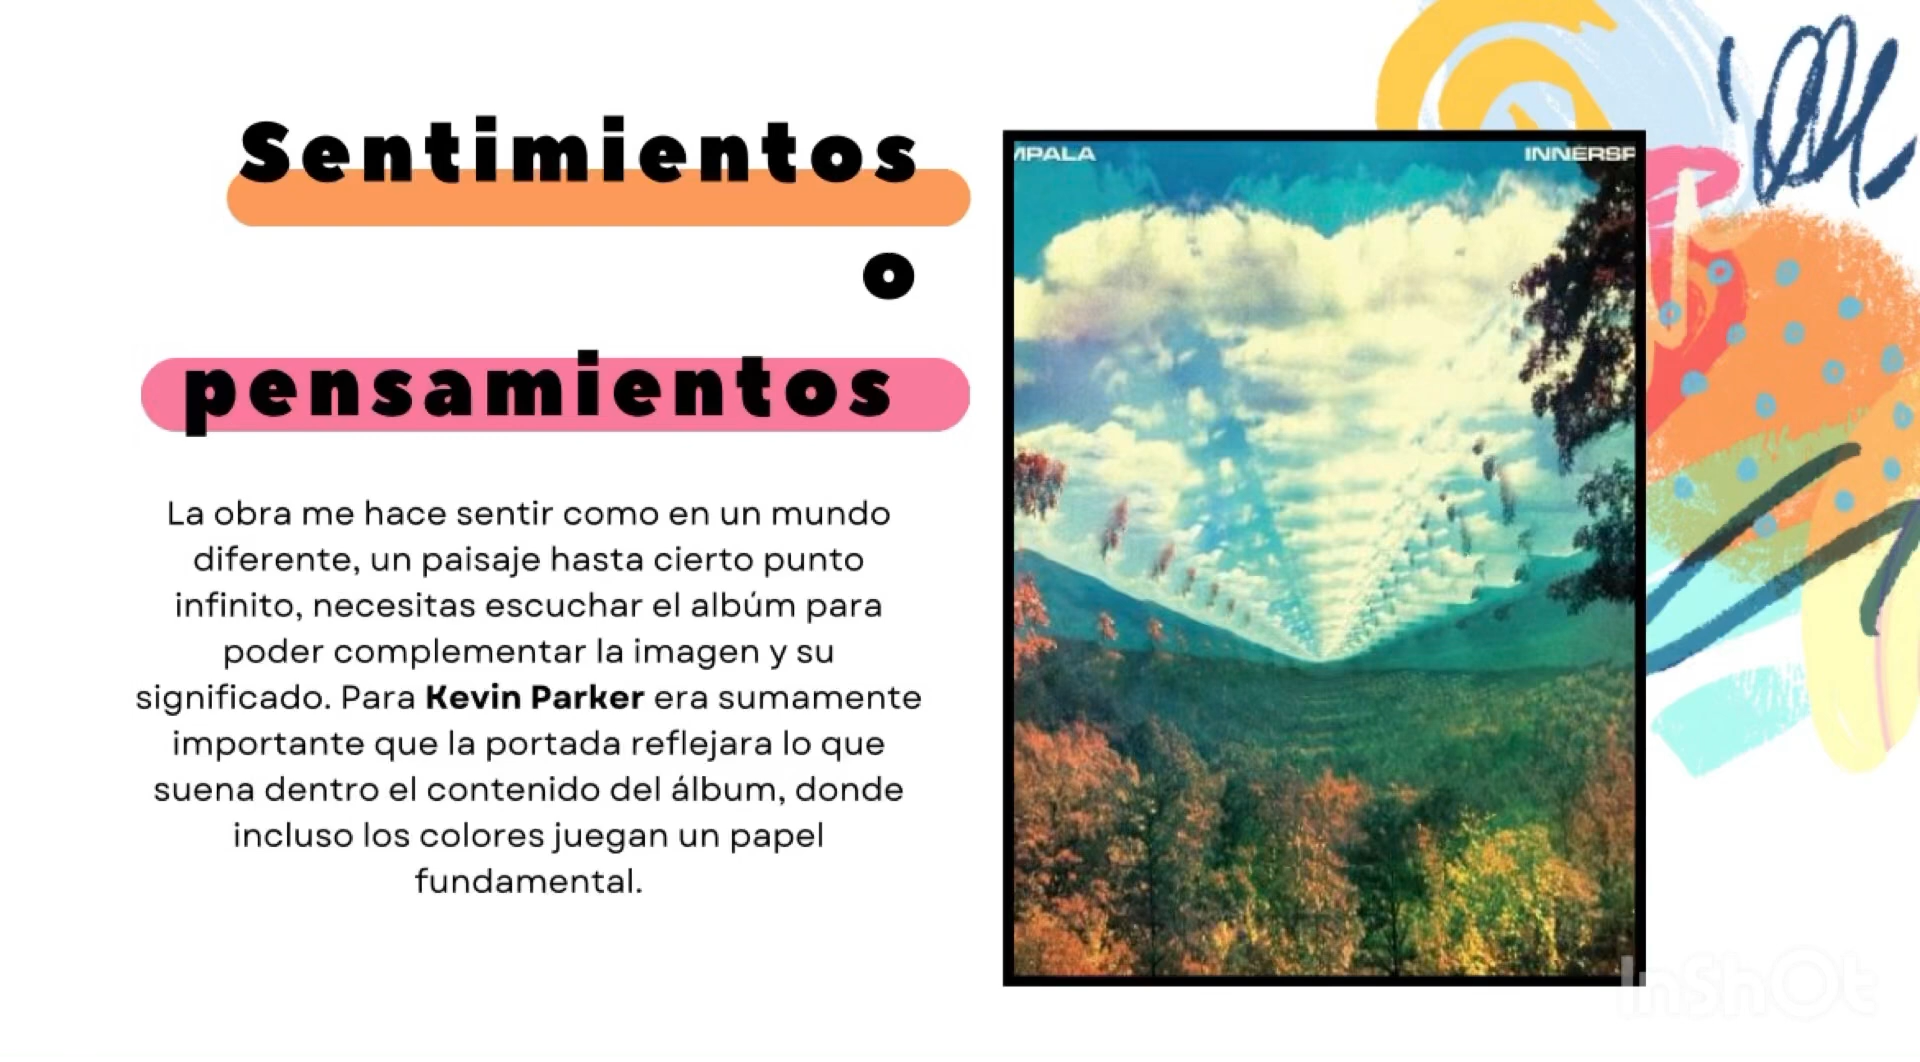 Sentimientos
o
pensamientos
La obra me hace sentir como en un mundo
diferente, un paisaje hasta cierto punto
infinito, necesitas escuchar el albúm para
poder complementar la imagen y su
significado. Para Kevin Parker era sumamente
importante que la portada reflejara lo que
suena dentro el contenido del álbum, donde
incluso los colores juegan un papel
fundamental.
MPALA
INNERSP
InShOt